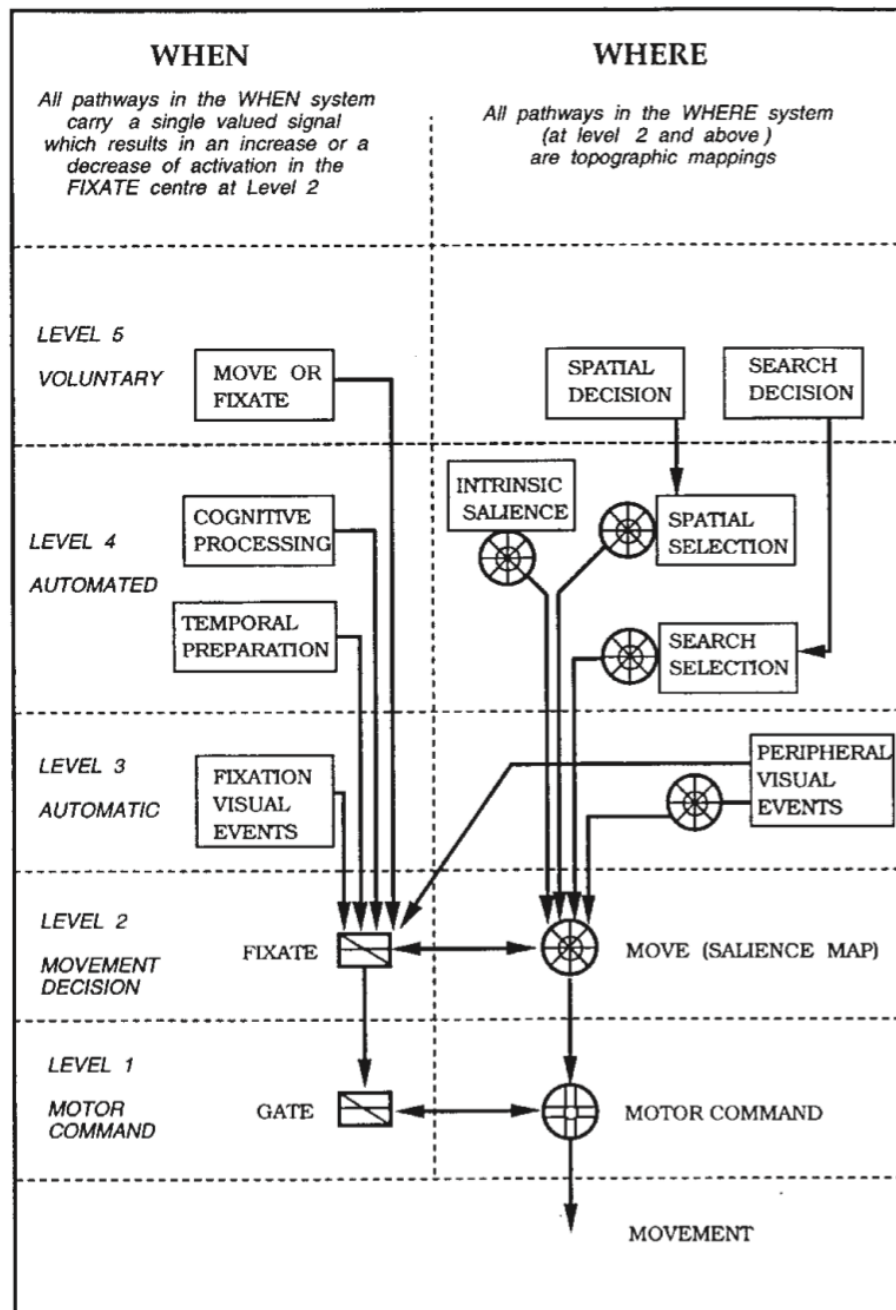 WHEN
All pathways in the WHEN system
carry a single valued signal
which results in an increase or a
decrease of activation in the
FIXATE centre at Level 2
WHERE
All pathways in the WHERE system
(at level 2 and above )
are topographic mappings
LEVEL 5
VOLUNTARY
MOVE OR
FIXATE
SPATIAL
DECISION
SEARCH
DECISION
LEVEL 4
AUTOMATED
COGNITIVE
PROCESSING
TEMPORAL
PREPARATION
INTRINSIC
SALIENCE
SPATIAL
SELECTION
SEARCH
SELECTION
LEVEL 3
AUTOMATIC
FIXATION
VISUAL
EVENTS
PERIPHERAL
VISUAL
EVENTS
LEVEL 2
MOVEMENT
DECISION
FIXATE
MOVE (SALIENCE MAP)
LEVEL 1
MOTOR
COMMAND
GATE
MOTOR COMMAND
MOVEMENT